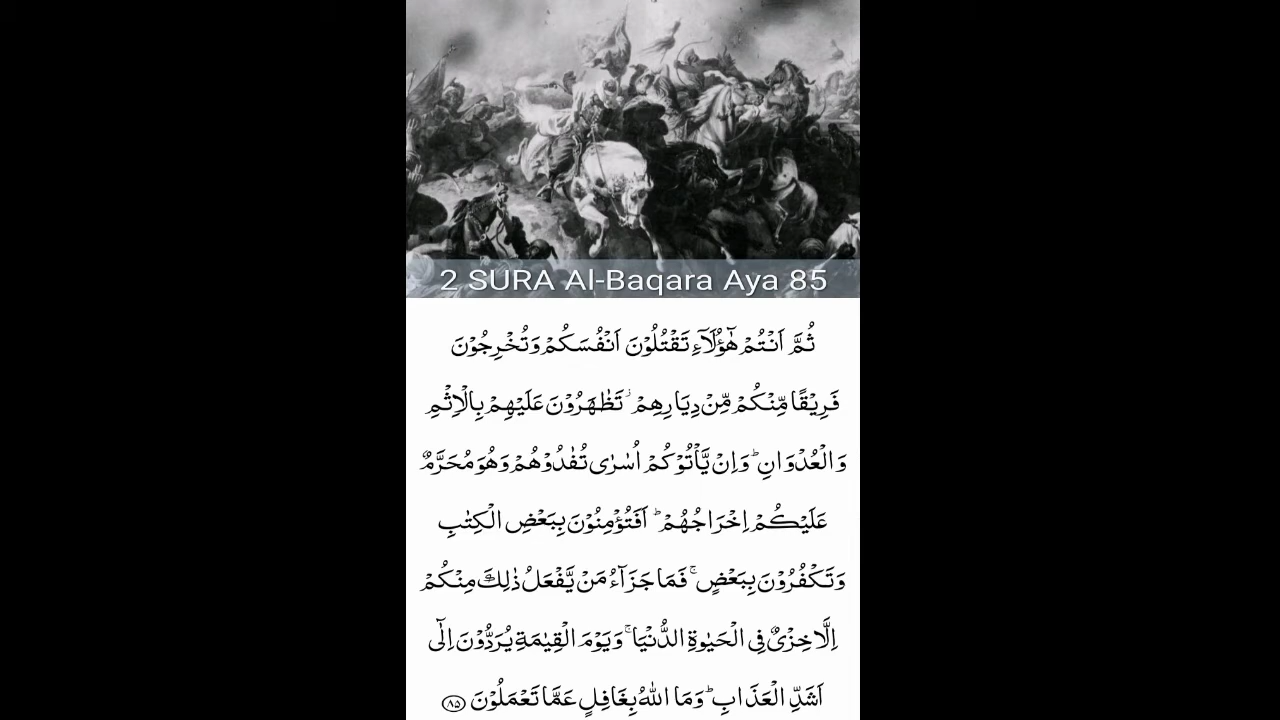 2 SURA Al-Baqara Aya 85
ثُمَّ اَنْتُمْ هٰٓؤُلَآءِ تَقْتُلُوْنَ اَنْفُسَكُمْ وَتُخْرِجُوْنَ
فَرِيْقًا مِّنْكُمْ مِّنْ دِيَارِهِمْ ۫ تَظٰهَرُوْنَ عَلَيْهِمْ بِالْاِثْمِ
وَالْعُدْوَانِ ؕ وَاِنْ يَّاْتُوْكُمْ اُسٰرٰى تُفٰدُوْهُمْ وَهُوَ مُحَرَّمٌ
عَلَيْكُمْ اِخْرَاجُهُمْ ؕ اَفَتُؤْمِنُوْنَ بِبَعْضِ الْكِتٰبِ
وَتَكْفُرُوْنَ بِبَعْضٍ ۚ فَمَا جَزَآءُ مَنْ يَّفْعَلُ ذٰلِكَ مِنْكُمْ
اِلَّا خِزْىٌ فِى الْحَيٰوةِ الدُّنْيَا ۚ وَيَوْمَ الْقِيٰمَةِ يُرَدُّوْنَ اِلٰٓى
اَشَدِّ الْعَذَابِ ؕ وَمَا اللّٰهُ بِغَافِلٍ عَمَّا تَعْمَلُوْنَ ۝۸۵